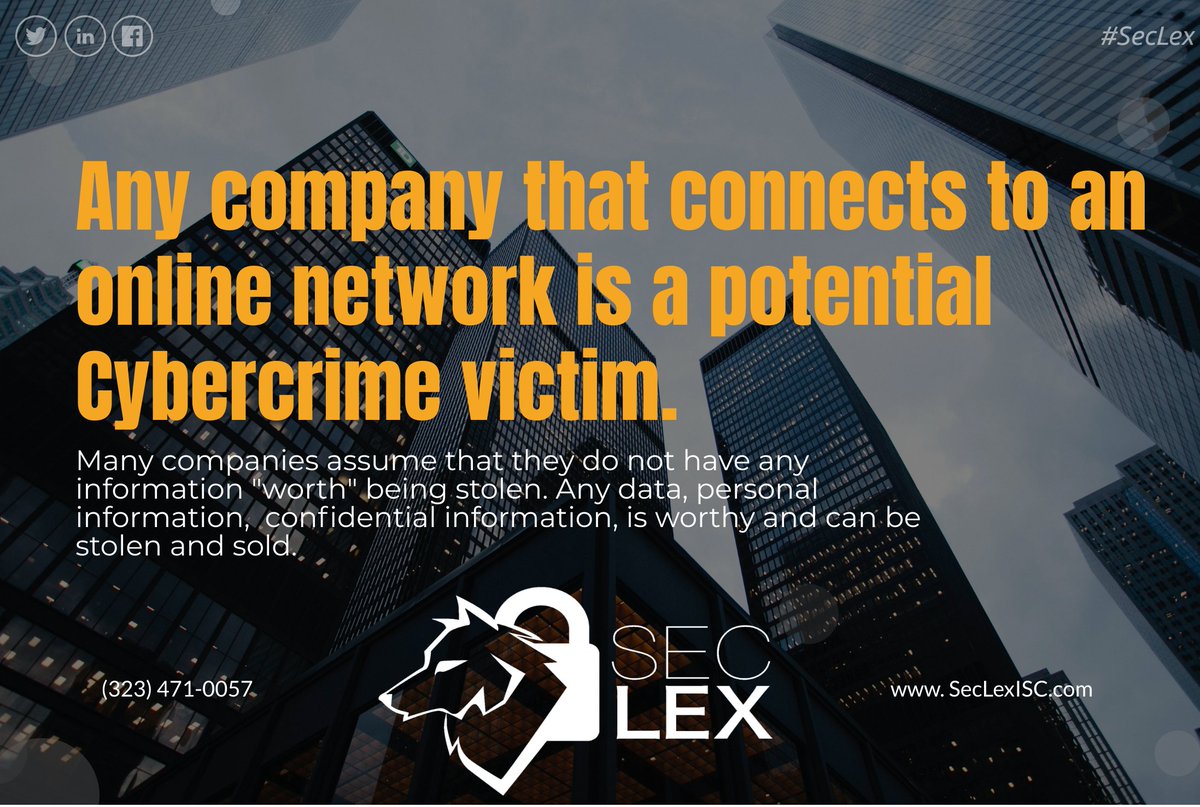 #SecLex
Any company that connects to an
online network is a potential
Cybercrime victim.
Many companies assume that they do not have any
information "worth" being stolen. Any data, personal
information,  confidential information, is worthy and can be
stolen and sold.
SEC
LEX
(323) 471-0057
www. SecLexISC.com